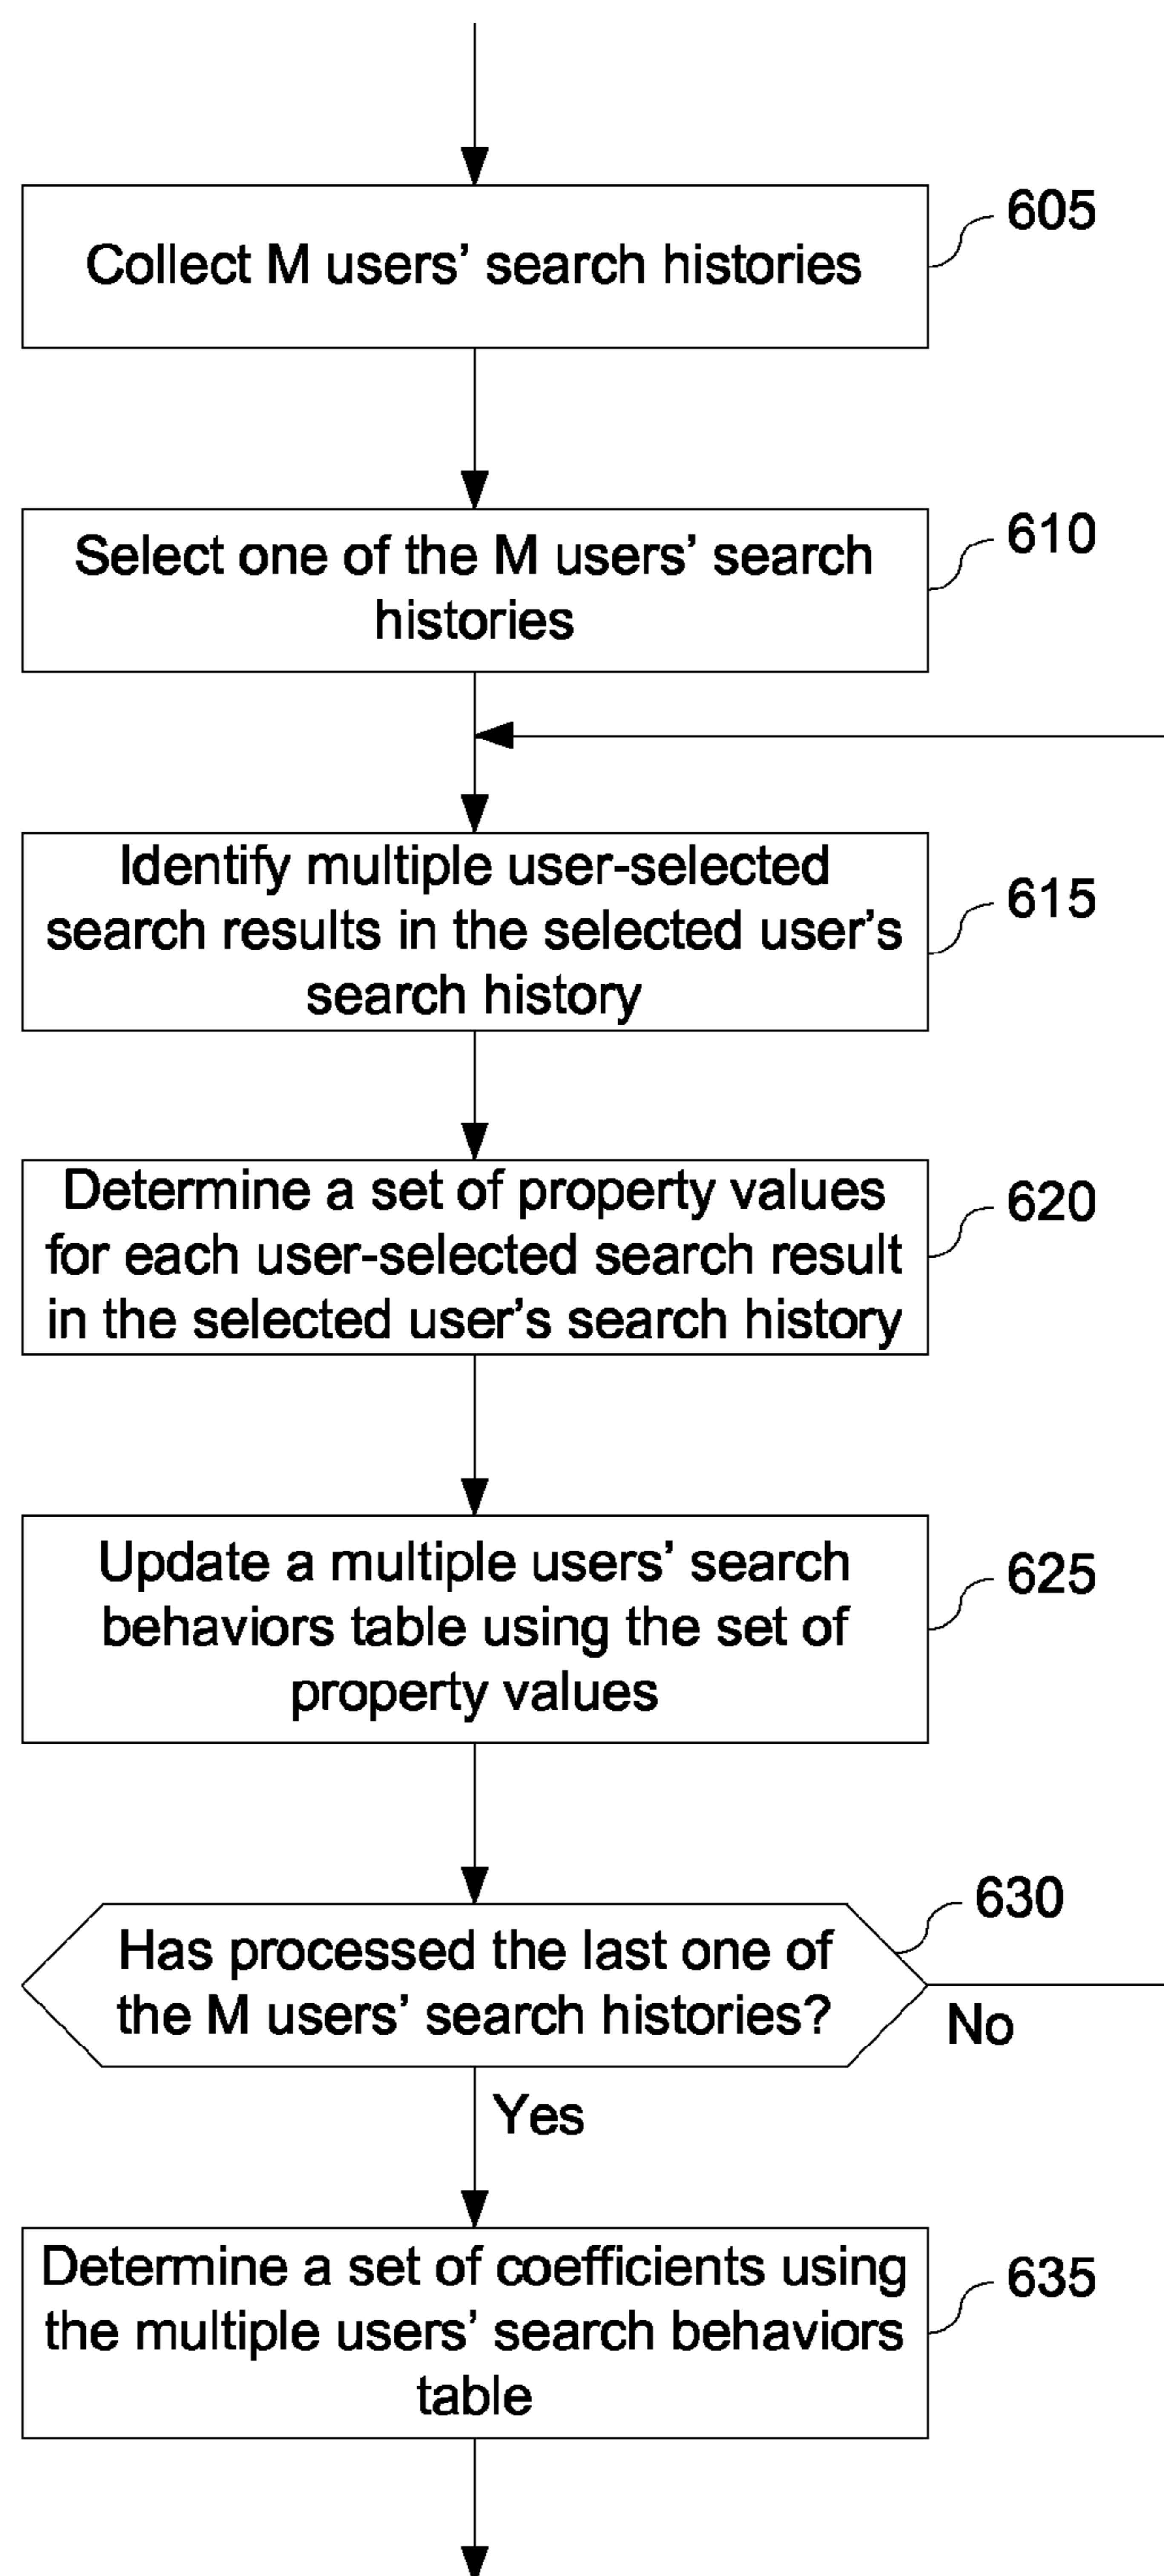 605
Collect M users’ search histories
610
Select one of the M users’ search
histories
615
Identify multiple user-selected
search results in the selected user’s
search history
620
Determine a set of property values
for each user-selected search result
in the selected user’s search history
625
Update a multiple users’ search
behaviors table using the set of
property values
630
Has processed the last one of
the M users’ search histories?
No
Yes
635
Determine a set of coefficients using
the multiple users’ search behaviors
table